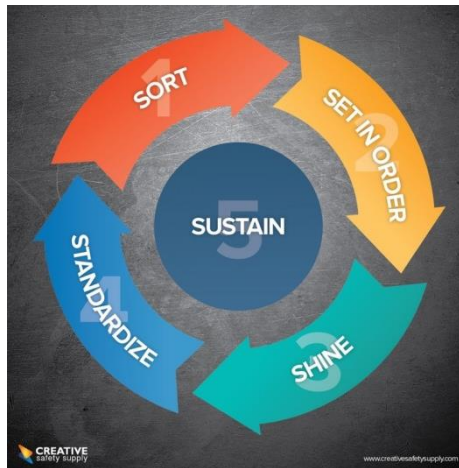 1
SORT
2
SET IN ORDER
3
SHINE
4
STANDARDIZE
5
SUSTAIN
CREATIVE
safety supply
www.creativesafetysupply.com